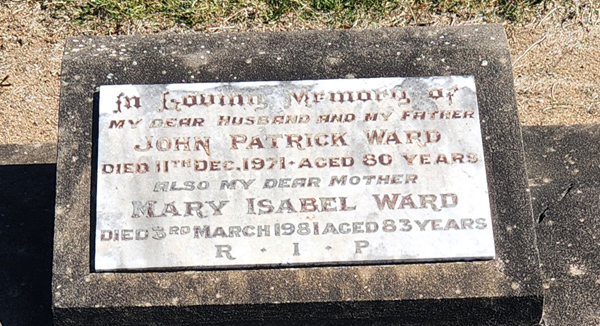 In Loving Memory of
MY DEAR HUSBAND AND MY FATHER
JOHN PATRICK WARD
DIED 11TH DEC. 1971 · AGED 80 YEARS
ALSO MY DEAR MOTHER
MARY ISABEL WARD
DIED 3RD MARCH 1981 AGED 83 YEARS
R · I · P